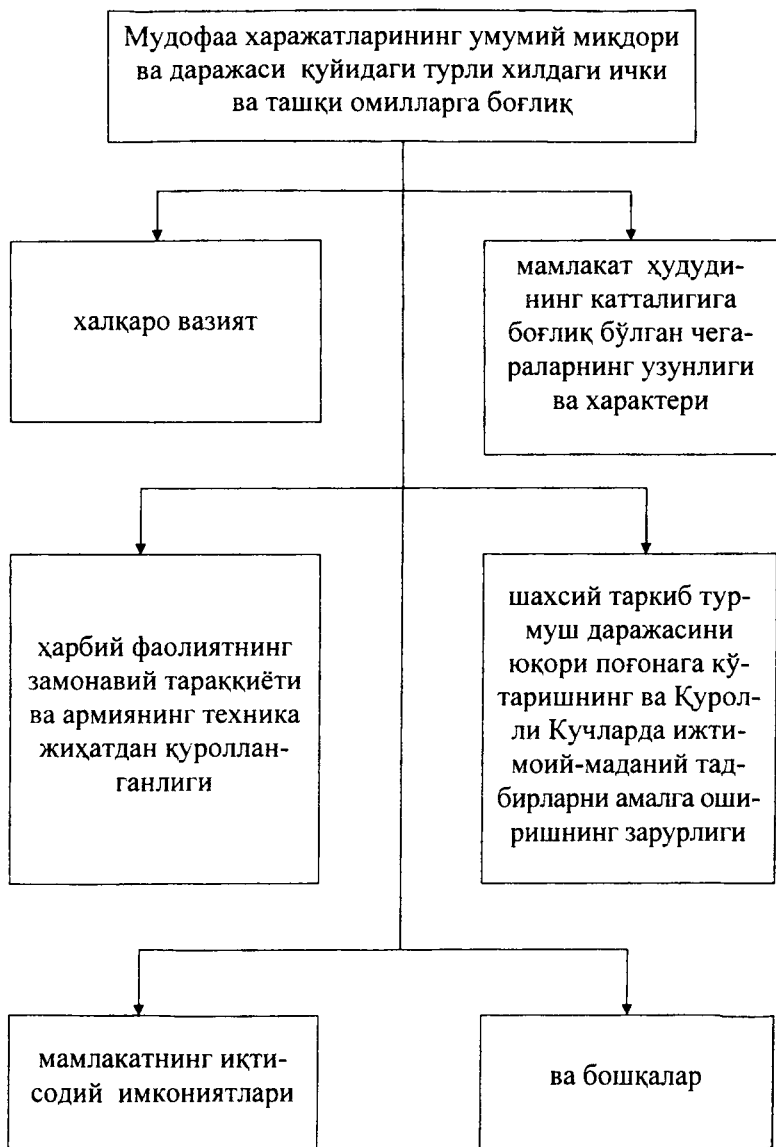 Мудофаа харажатларининг умумий миқдори
ва даражаси қуйидаги турли хилдаги ички
ва ташқи омилларга боғлиқ
халқаро вазият
мамлакат ҳудуди-
нинг катталигига
боғлиқ бўлган чега-
раларнинг узунлиги
ва характери
ҳарбий фаолиятнинг
замонавий тараққиёти
ва армиянинг техника
жиҳатдан қуроллан-
ганлиги
шахсий таркиб тур-
муш даражасини
юқори поғонага кў-
таришнинг ва Қурол-
ли Кучларда ижти-
моий-маданий тад-
бирларни амалга оши-
ришнинг зарурлиги
мамлакатнинг иқти-
содий имкониятлари
ва бошқалар